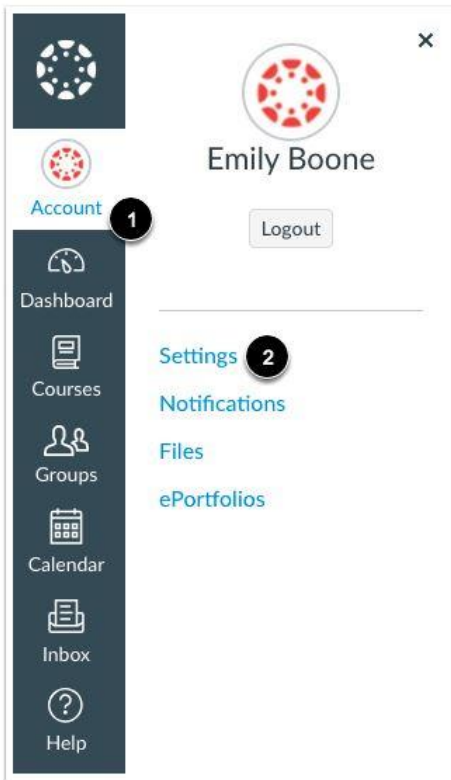 Account
1
Dashboard
Courses
Groups
Calendar
Inbox
?
Help
×
Emily Boone
Logout
Settings 2
Notifications
Files
ePortfolios